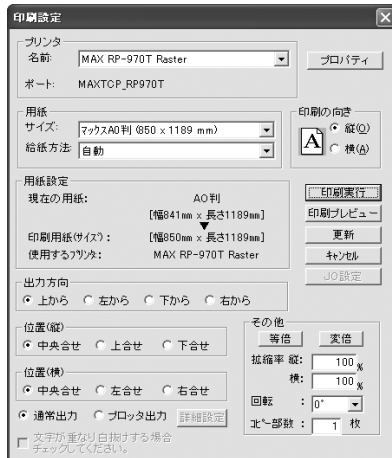 印刷設定
プリンタ
名前: MAX RP-970T Raster プロパティ
ポート: MAXTCP_RP970T
用紙
サイズ: マックスA0判 (850 x 1189 mm)
給紙方法: 自動
印刷の向き
A
縦(O)
横(A)
用紙設定
現在の用紙: A0判
[幅841mm x 長さ1189mm]
▼
印刷用紙(サイズ): [幅850mm x 長さ1189mm]
使用するプリンタ: MAX RP-970T Raster
印刷実行
印刷プレビュー
更新
キャンセル
JO設定
出力方向
上から 左から 下から 右から
位置(縦)
中央合せ 上合せ 下合せ
位置(横)
中央合せ 左合せ 右合せ
通常出力 プロッタ出力 詳細設定
文字が重なり白抜けする場合
チェックしてください。
その他
等倍 変倍
拡縮率 縦: 100 %
横: 100 %
回転 : 0°
コピー部数 : 1 枚